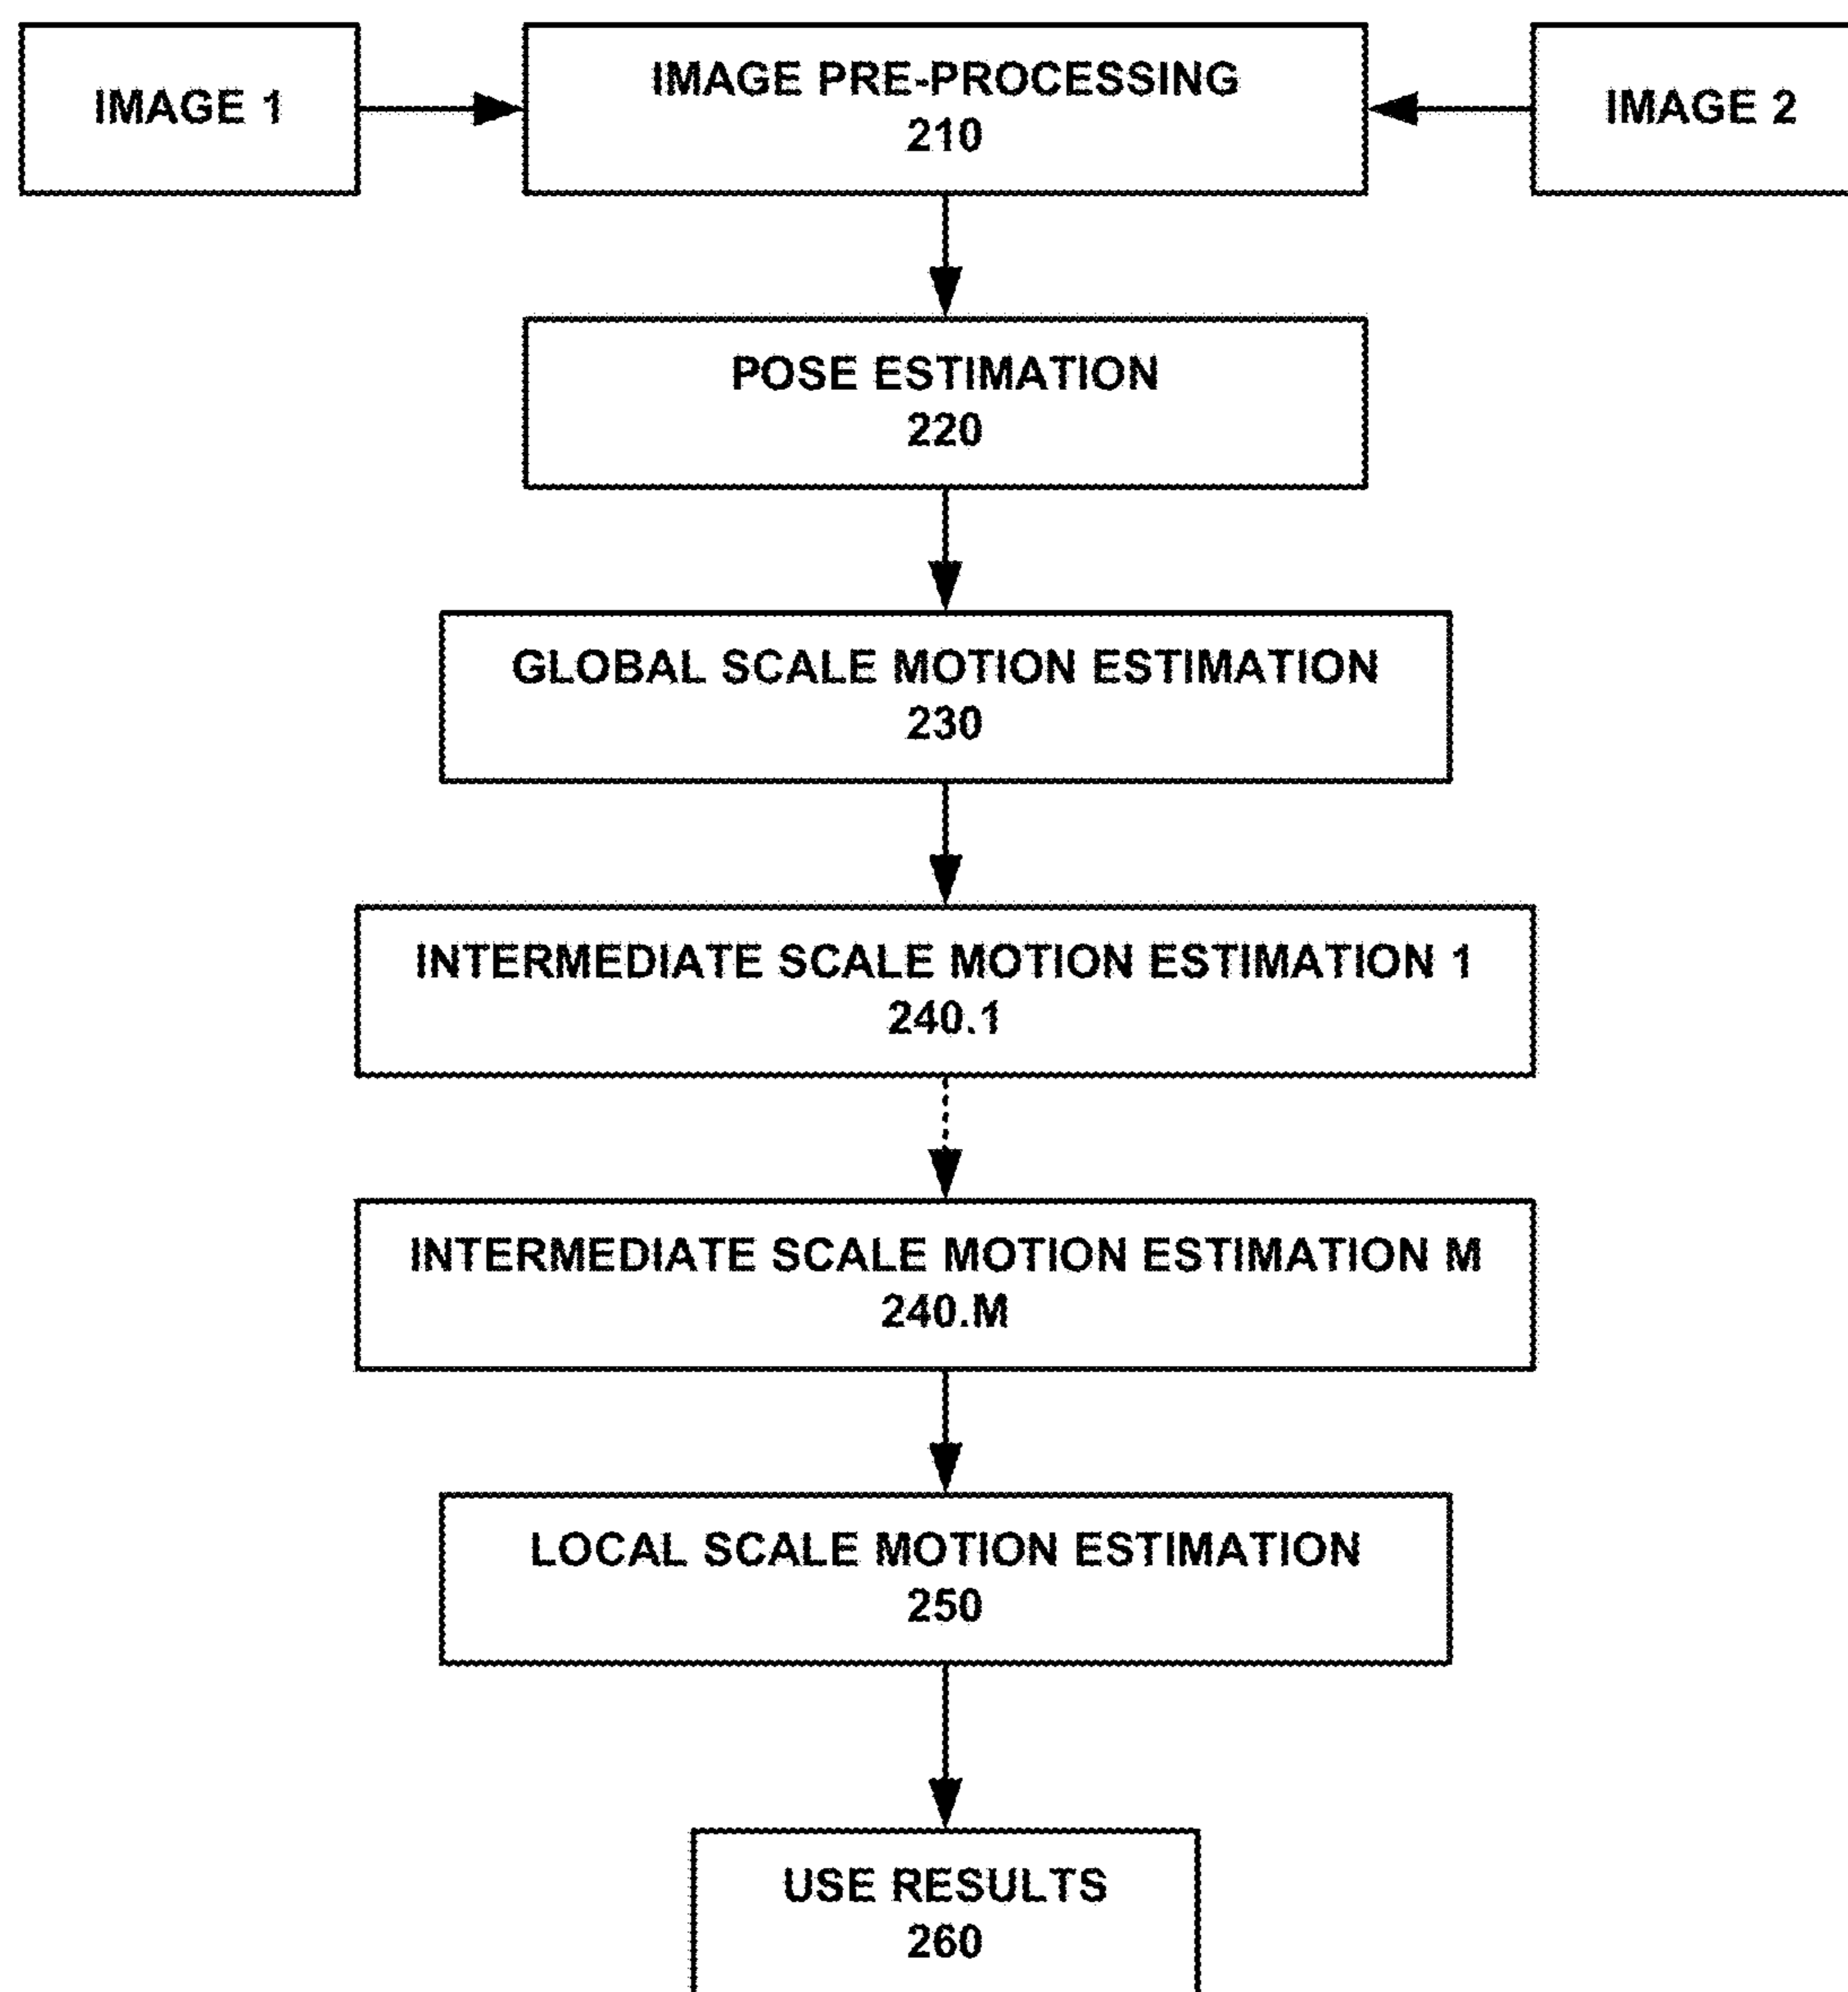 IMAGE 1
IMAGE PRE-PROCESSING
210
IMAGE 2
POSE ESTIMATION
220
GLOBAL SCALE MOTION ESTIMATION
230
INTERMEDIATE SCALE MOTION ESTIMATION 1
240.1
INTERMEDIATE SCALE MOTION ESTIMATION M
240.M
LOCAL SCALE MOTION ESTIMATION
250
USE RESULTS
260